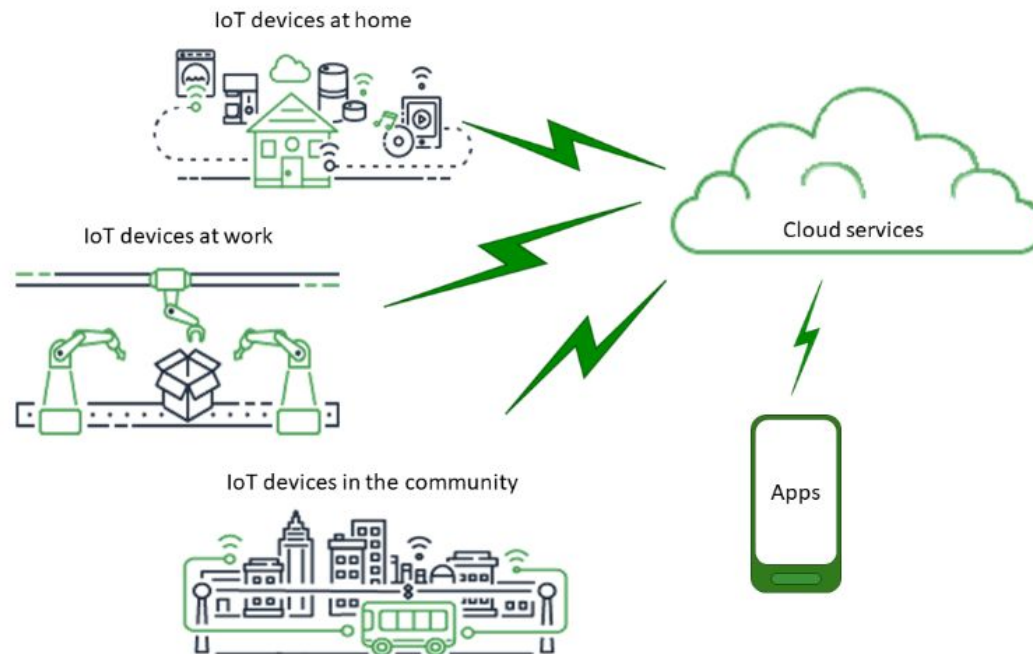 IoT devices at home
IoT devices at work
Cloud services
IoT devices in the community
Apps